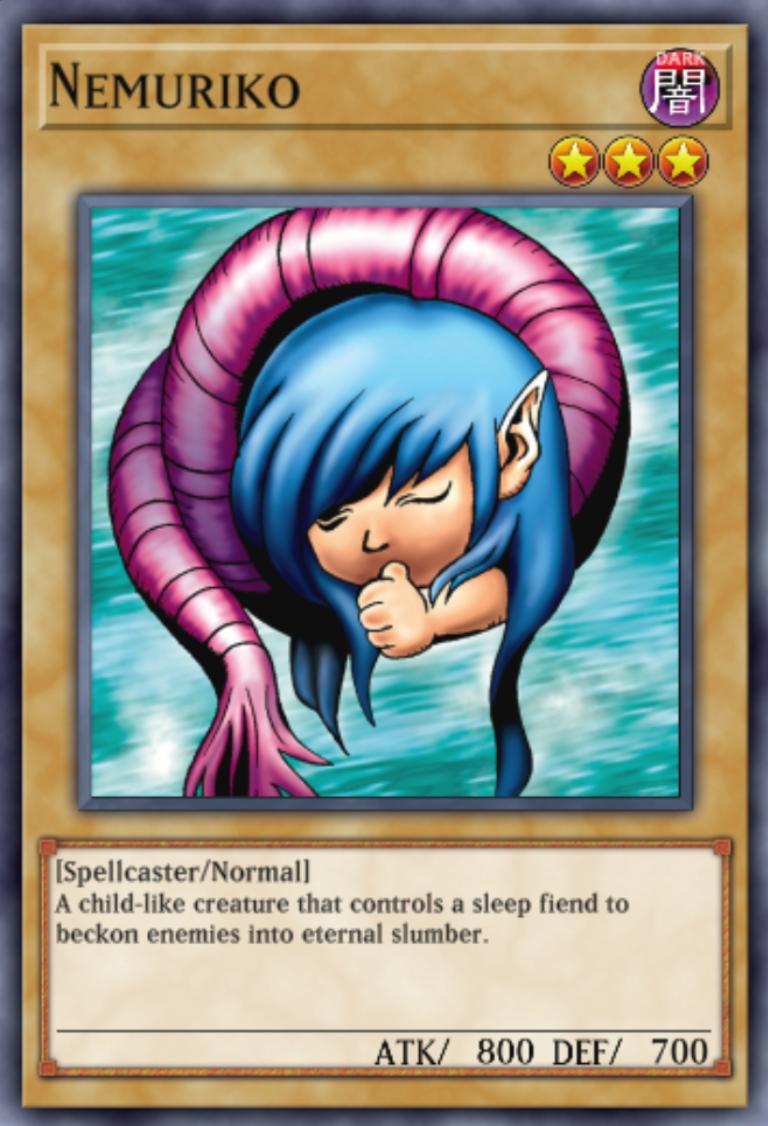 NEMURIKO
DARK
闇
[Spellcaster/Normal]
A child-like creature that controls a sleep fiend to
beckon enemies into eternal slumber.
ATK/ 800 DEF/ 700